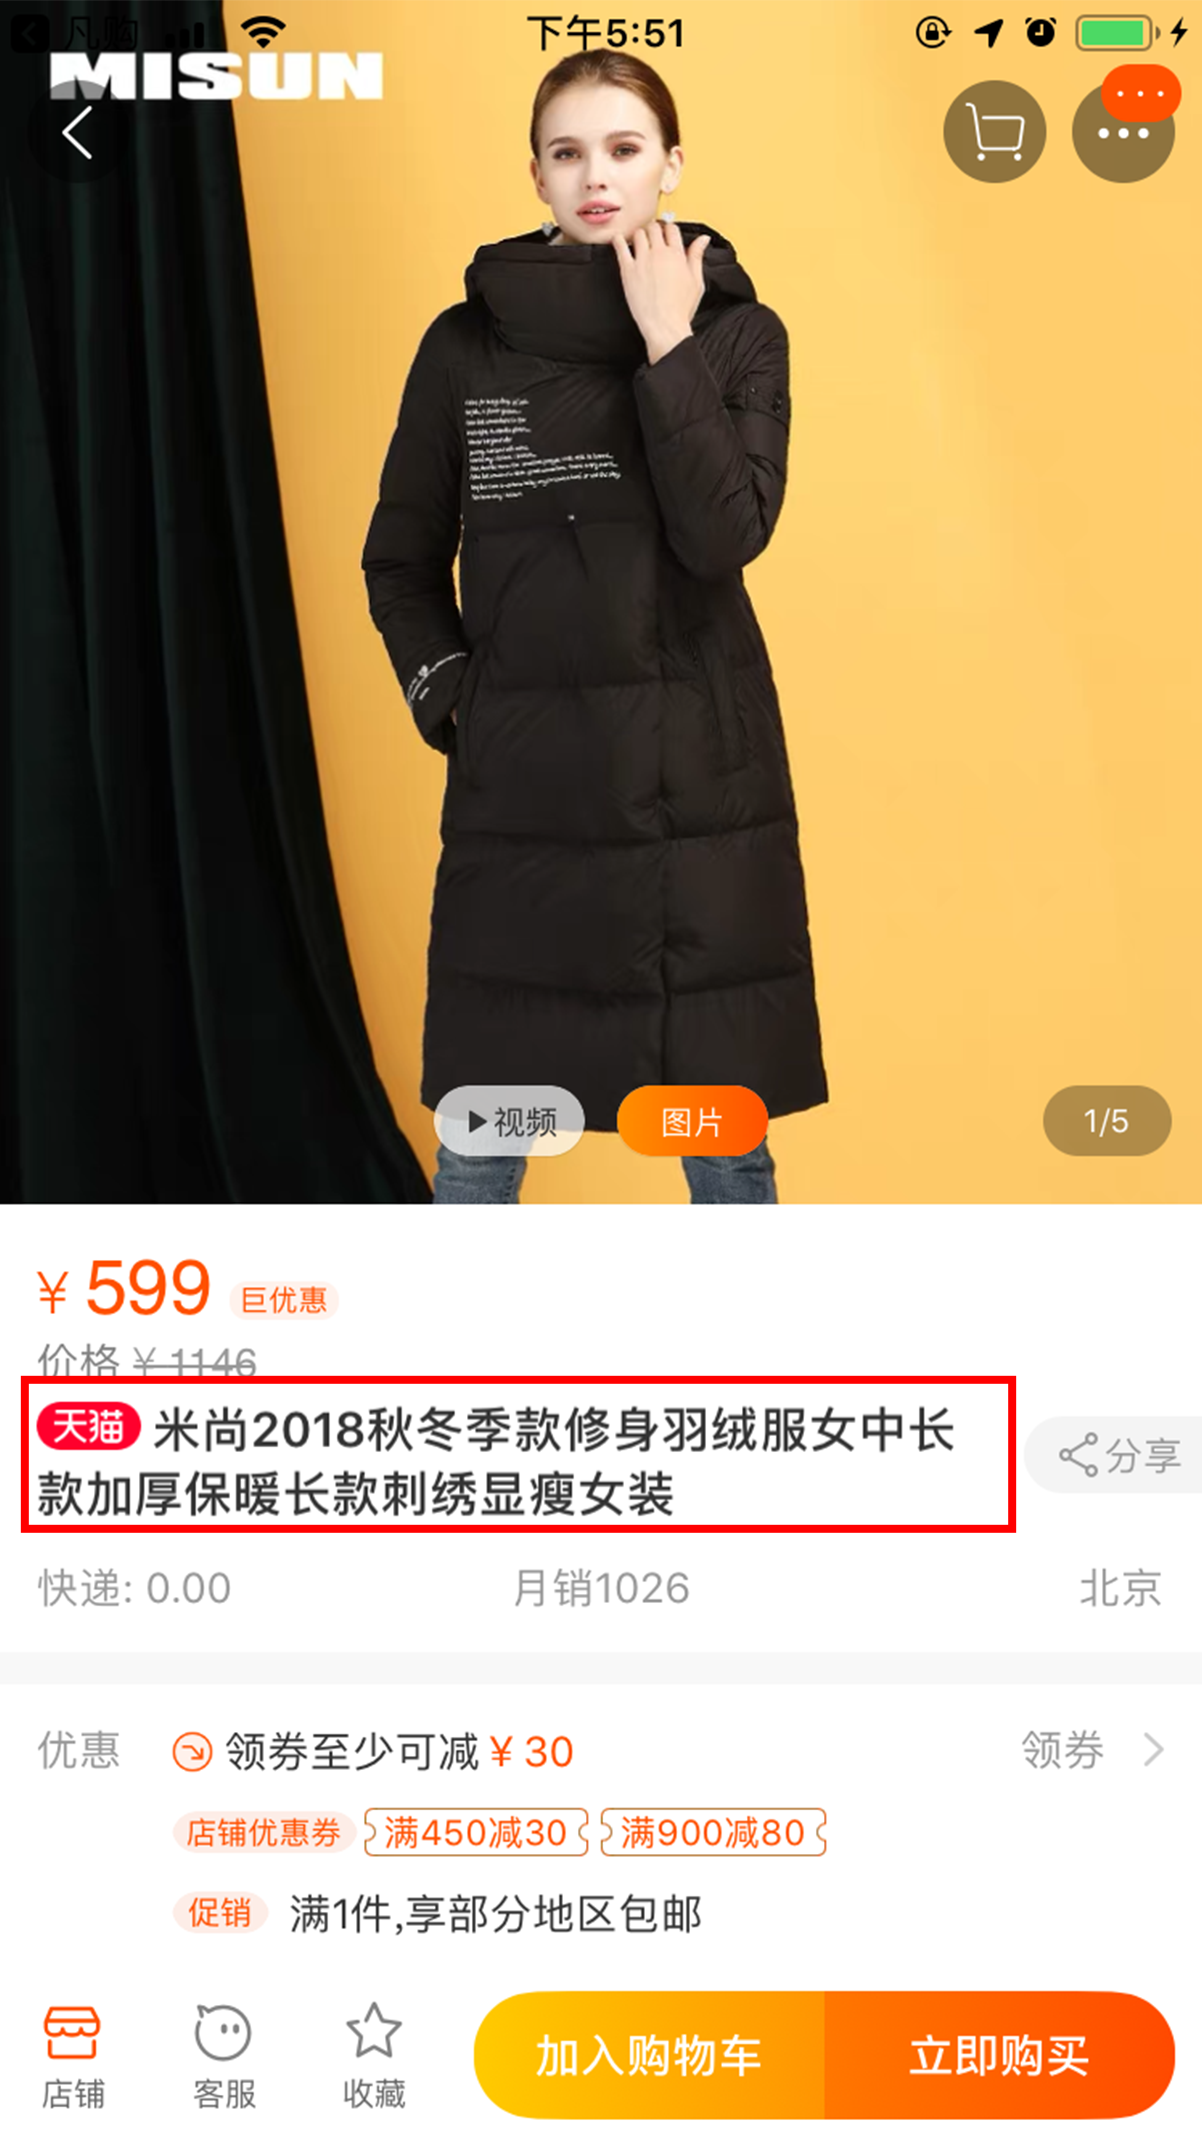 凡购
下午5:51
MISUN
视频
图片
1/5
¥ 599 巨优惠
价格 ¥ 1146
天猫 米尚2018秋冬季款修身羽绒服女中长
款加厚保暖长款刺绣显瘦女装
分享
快递: 0.00 月销1026 北京
优惠 领券至少可减 ¥ 30 领券
店铺优惠券 满450减30 满900减80
促销 满1件,享部分地区包邮
店铺 客服 收藏 加入购物车 立即购买